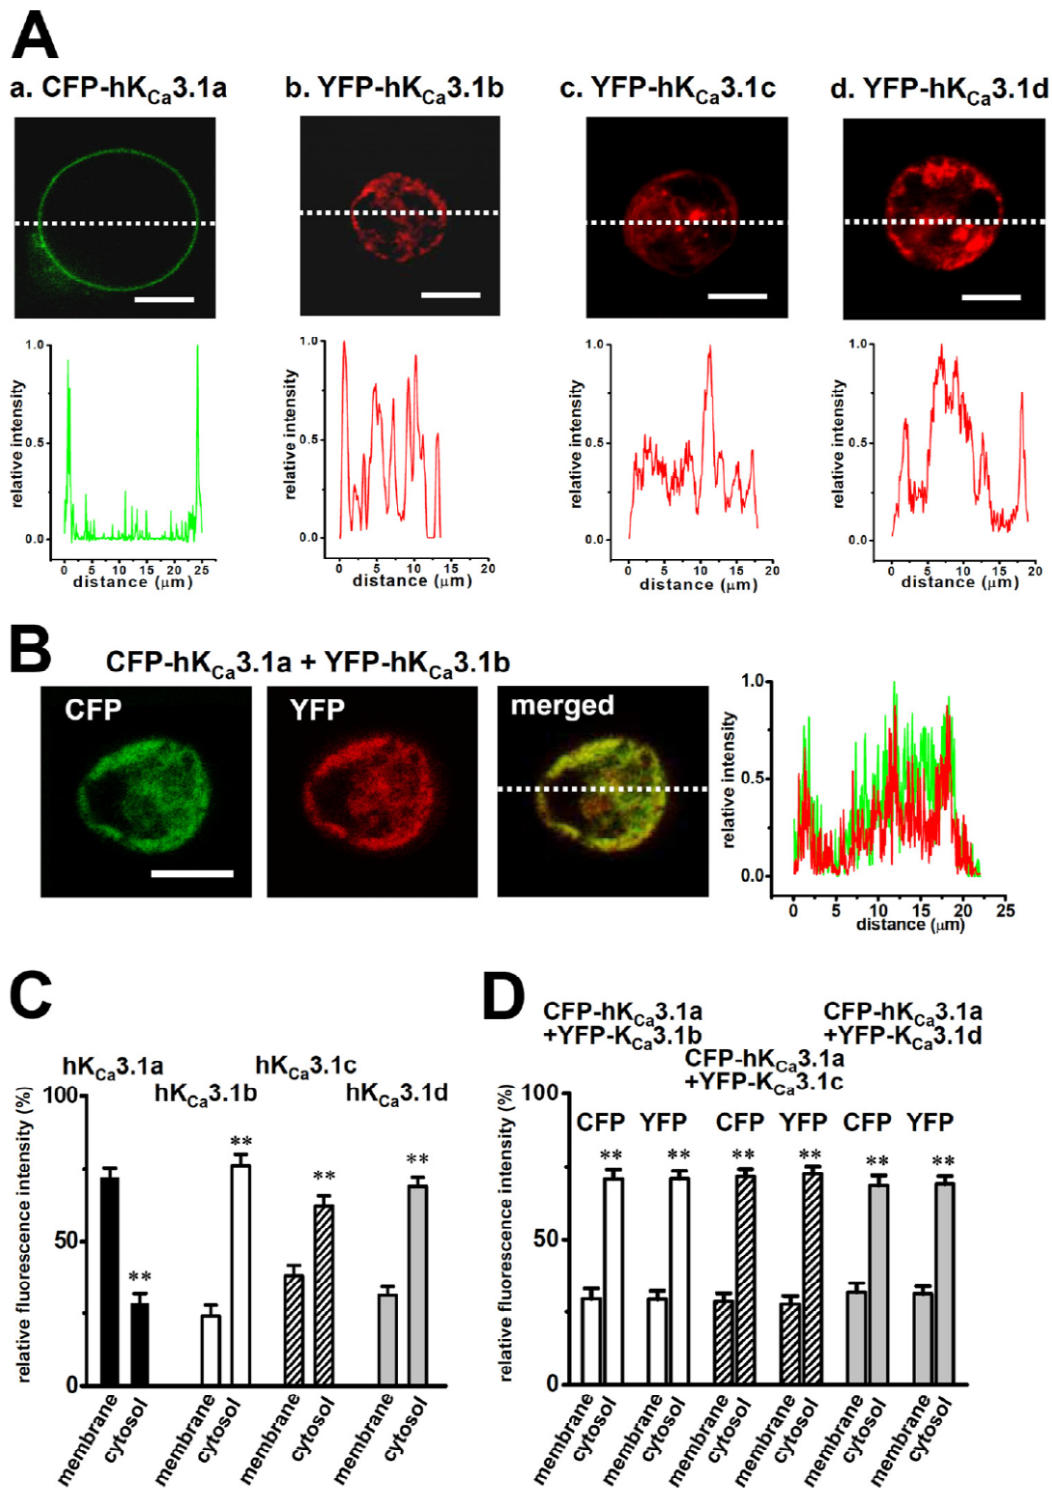 A
a. CFP-hKCa3.1a
b. YFP-hKCa3.1b
c. YFP-hKCa3.1c
d. YFP-hKCa3.1d
relative intensity
1.0
0.5
0.0
0 5 10 15 20 25
distance (μm)
relative intensity
1.0
0.5
0.0
0 5 10 15 20
distance (μm)
relative intensity
1.0
0.5
0.0
0 5 10 15 20
distance (μm)
relative intensity
1.0
0.5
0.0
0 5 10 15 20
distance (μm)
B
CFP-hKCa3.1a + YFP-hKCa3.1b
CFP
YFP
merged
relative intensity
1.0
0.5
0.0
0 5 10 15 20 25
distance (μm)
C
hKCa3.1a
hKCa3.1b
hKCa3.1c
hKCa3.1d
relative fluorescence intensity (%)
100
50
0
**
**
**
**
membrane
cytosol
membrane
cytosol
membrane
cytosol
membrane
cytosol
D
CFP-hKCa3.1a
+YFP-KCa3.1b
CFP-hKCa3.1a
+YFP-KCa3.1c
CFP-hKCa3.1a
+YFP-KCa3.1d
relative fluorescence intensity (%)
100
50
0
CFP YFP CFP YFP CFP YFP
** ** ** ** ** **
membrane
cytosol
membrane
cytosol
membrane
cytosol
membrane
cytosol
membrane
cytosol
membrane
cytosol